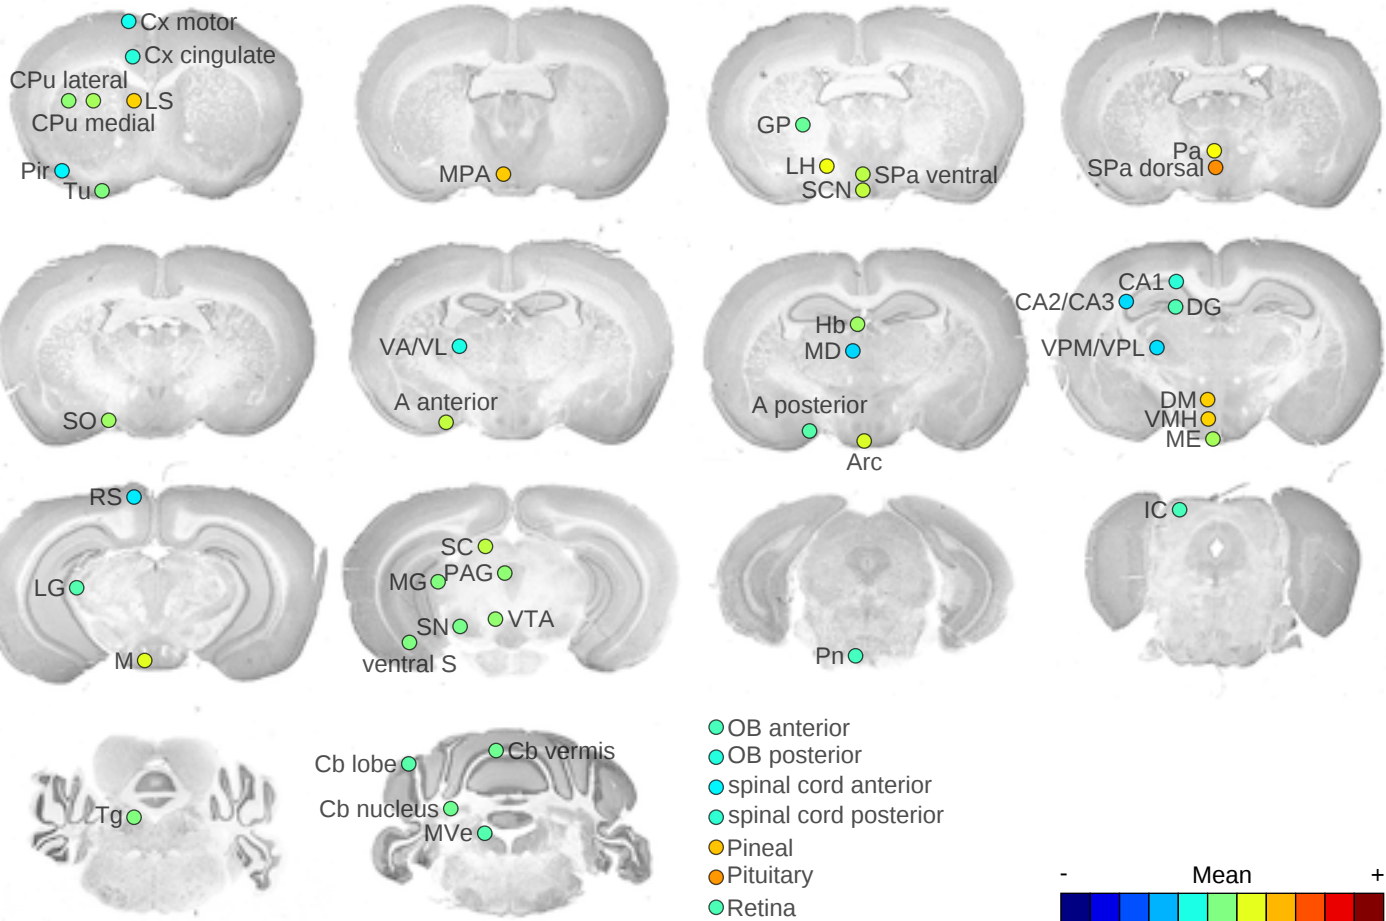 Cx motor
Cx cingulate
CPu lateral
LS
CPu medial
Pir
Tu
MPA
GP
LH
SPa ventral
SCN
Pa
SPa dorsal
SO
VA/VL
A anterior
Hb
MD
A posterior
Arc
CA1
CA2/CA3
DG
VPM/VPL
DM
VMH
ME
RS
LG
M
SC
PAG
MG
VTA
SN
ventral S
Pn
IC
Tg
Cb vermis
Cb lobe
Cb nucleus
MVe
OB anterior
OB posterior
spinal cord anterior
spinal cord posterior
Pineal
Pituitary
Retina
- Mean +